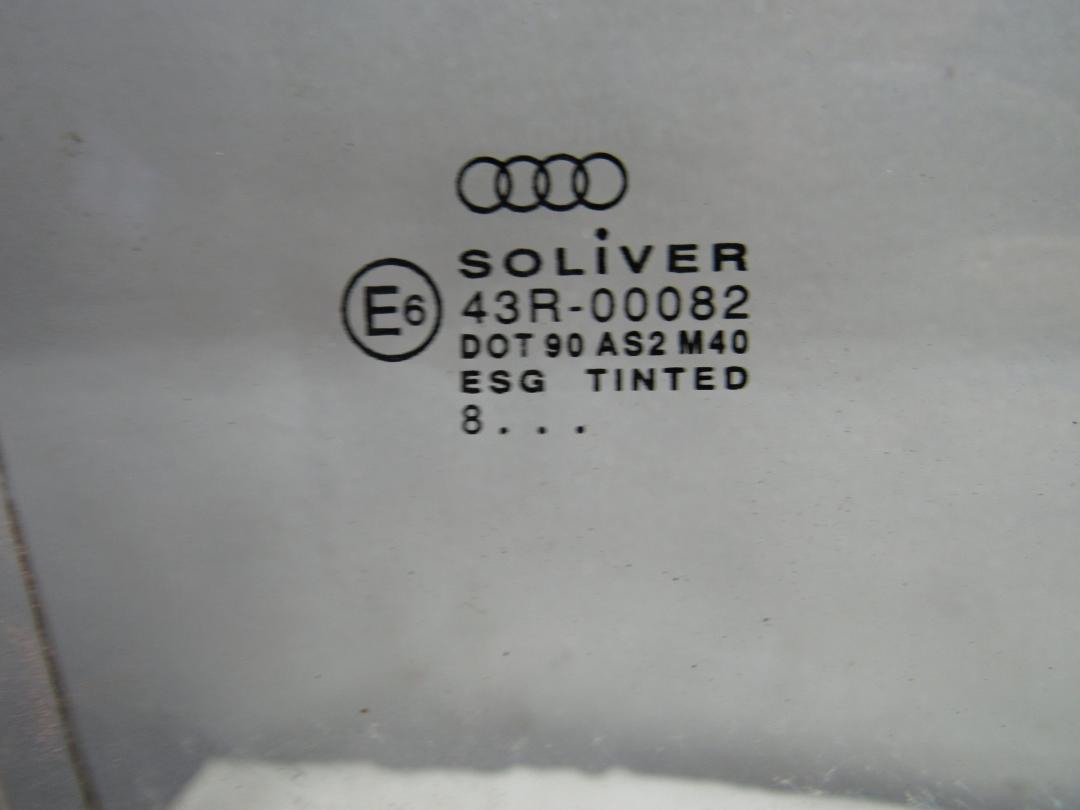 SOLiVER
E6 43R-00082
DOT 90 AS2 M40
ESG TINTED
8...